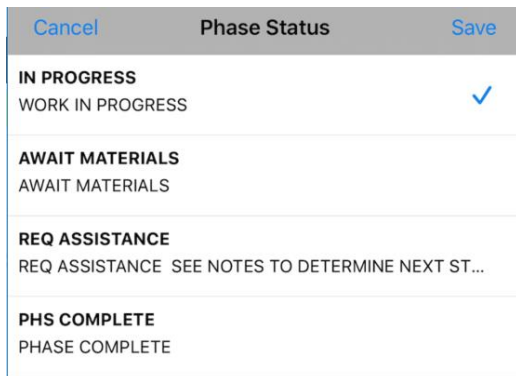 Cancel Phase Status Save
IN PROGRESS
WORK IN PROGRESS
AWAIT MATERIALS
AWAIT MATERIALS
REQ ASSISTANCE
REQ ASSISTANCE  SEE NOTES TO DETERMINE NEXT ST...
PHS COMPLETE
PHASE COMPLETE